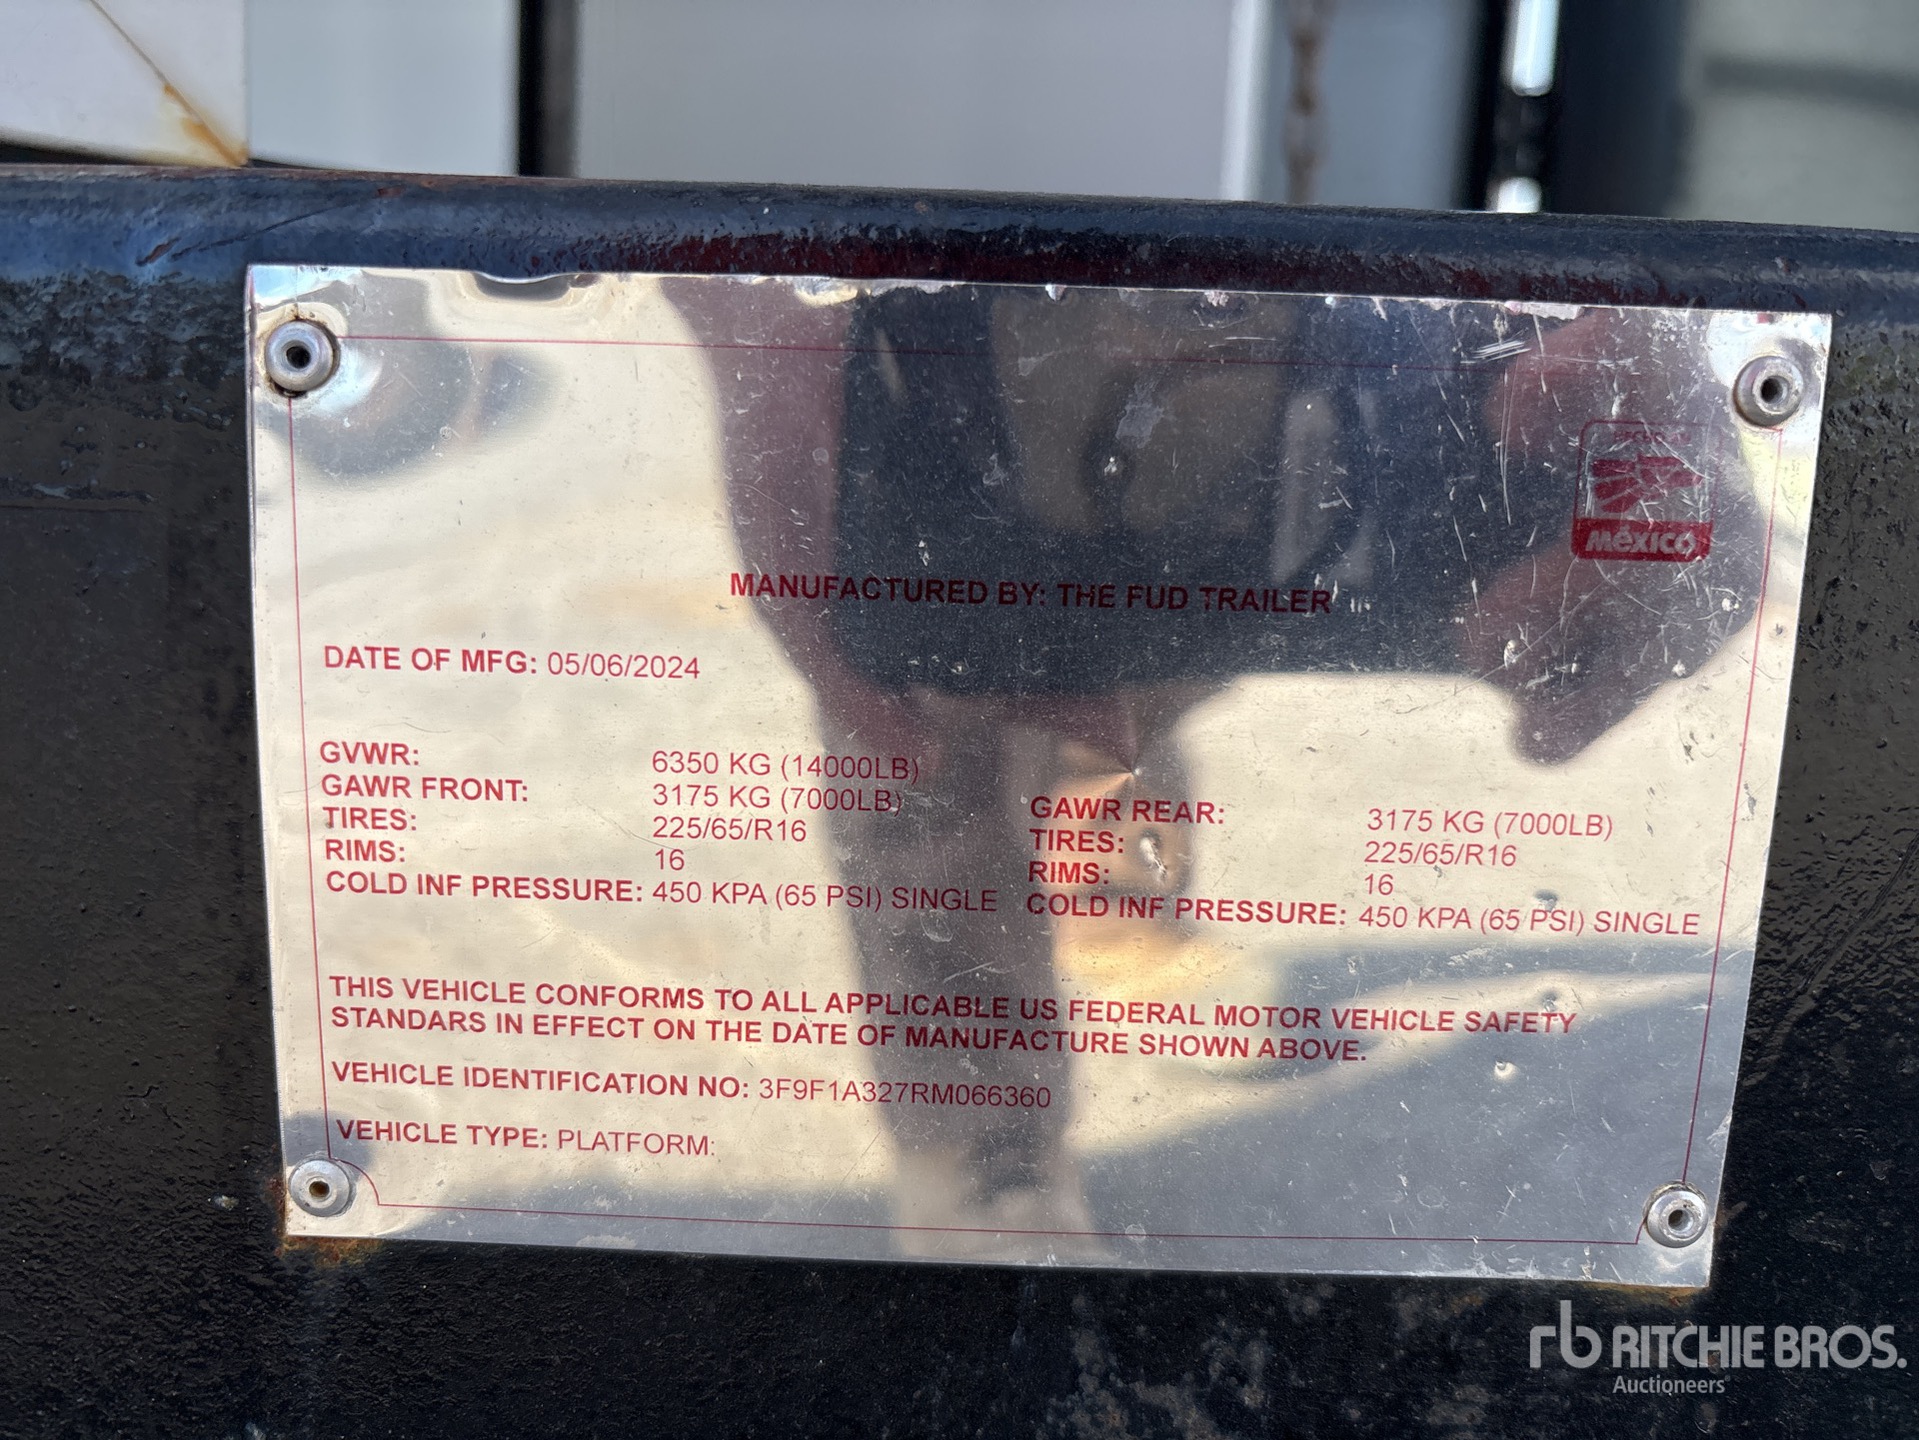 HECHO EN
MéXICO
MANUFACTURED BY: THE FUD TRAILER
DATE OF MFG: 05/06/2024
GVWR: 6350 KG (14000LB)
GAWR FRONT: 3175 KG (7000LB)
TIRES: 225/65/R16
RIMS: 16
COLD INF PRESSURE: 450 KPA (65 PSI) SINGLE
GAWR REAR: 3175 KG (7000LB)
TIRES: 225/65/R16
RIMS: 16
COLD INF PRESSURE: 450 KPA (65 PSI) SINGLE
THIS VEHICLE CONFORMS TO ALL APPLICABLE US FEDERAL MOTOR VEHICLE SAFETY
STANDARS IN EFFECT ON THE DATE OF MANUFACTURE SHOWN ABOVE.
VEHICLE IDENTIFICATION NO: 3F9F1A327RM066360
VEHICLE TYPE: PLATFORM:
rb RITCHIE BROS.
Auctioneers